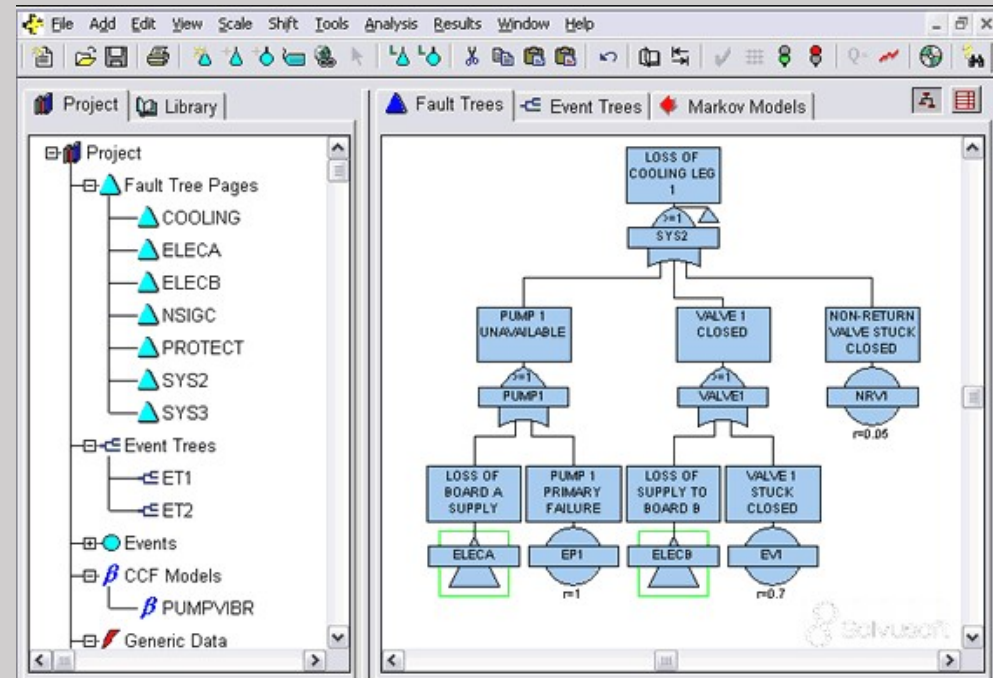 File Add Edit View Scale Shift Tools Analysis Results Window Help
Project Library
Fault Trees Event Trees Markov Models
Project
Fault Tree Pages
COOLING
ELECA
ELECB
NSIGC
PROTECT
SYS2
SYS3
Event Trees
ET1
ET2
Events
β CCF Models
β PUMPVIBR
Generic Data
LOSS OF
COOLING LEG
1
>=1
SYS2
PUMP 1
UNAVAILABLE
>=1
PUMP1
VALVE 1
CLOSED
>=1
VALVE1
NON-RETURN
VALVE STUCK
CLOSED
NRV1
r=0.05
LOSS OF
BOARD A
SUPPLY
ELECA
PUMP 1
PRIMARY
FAILURE
EP1
r=1
LOSS OF
SUPPLY TO
BOARD B
ELECB
VALVE 1
STUCK
CLOSED
EV1
r=0.7
Solvusoft